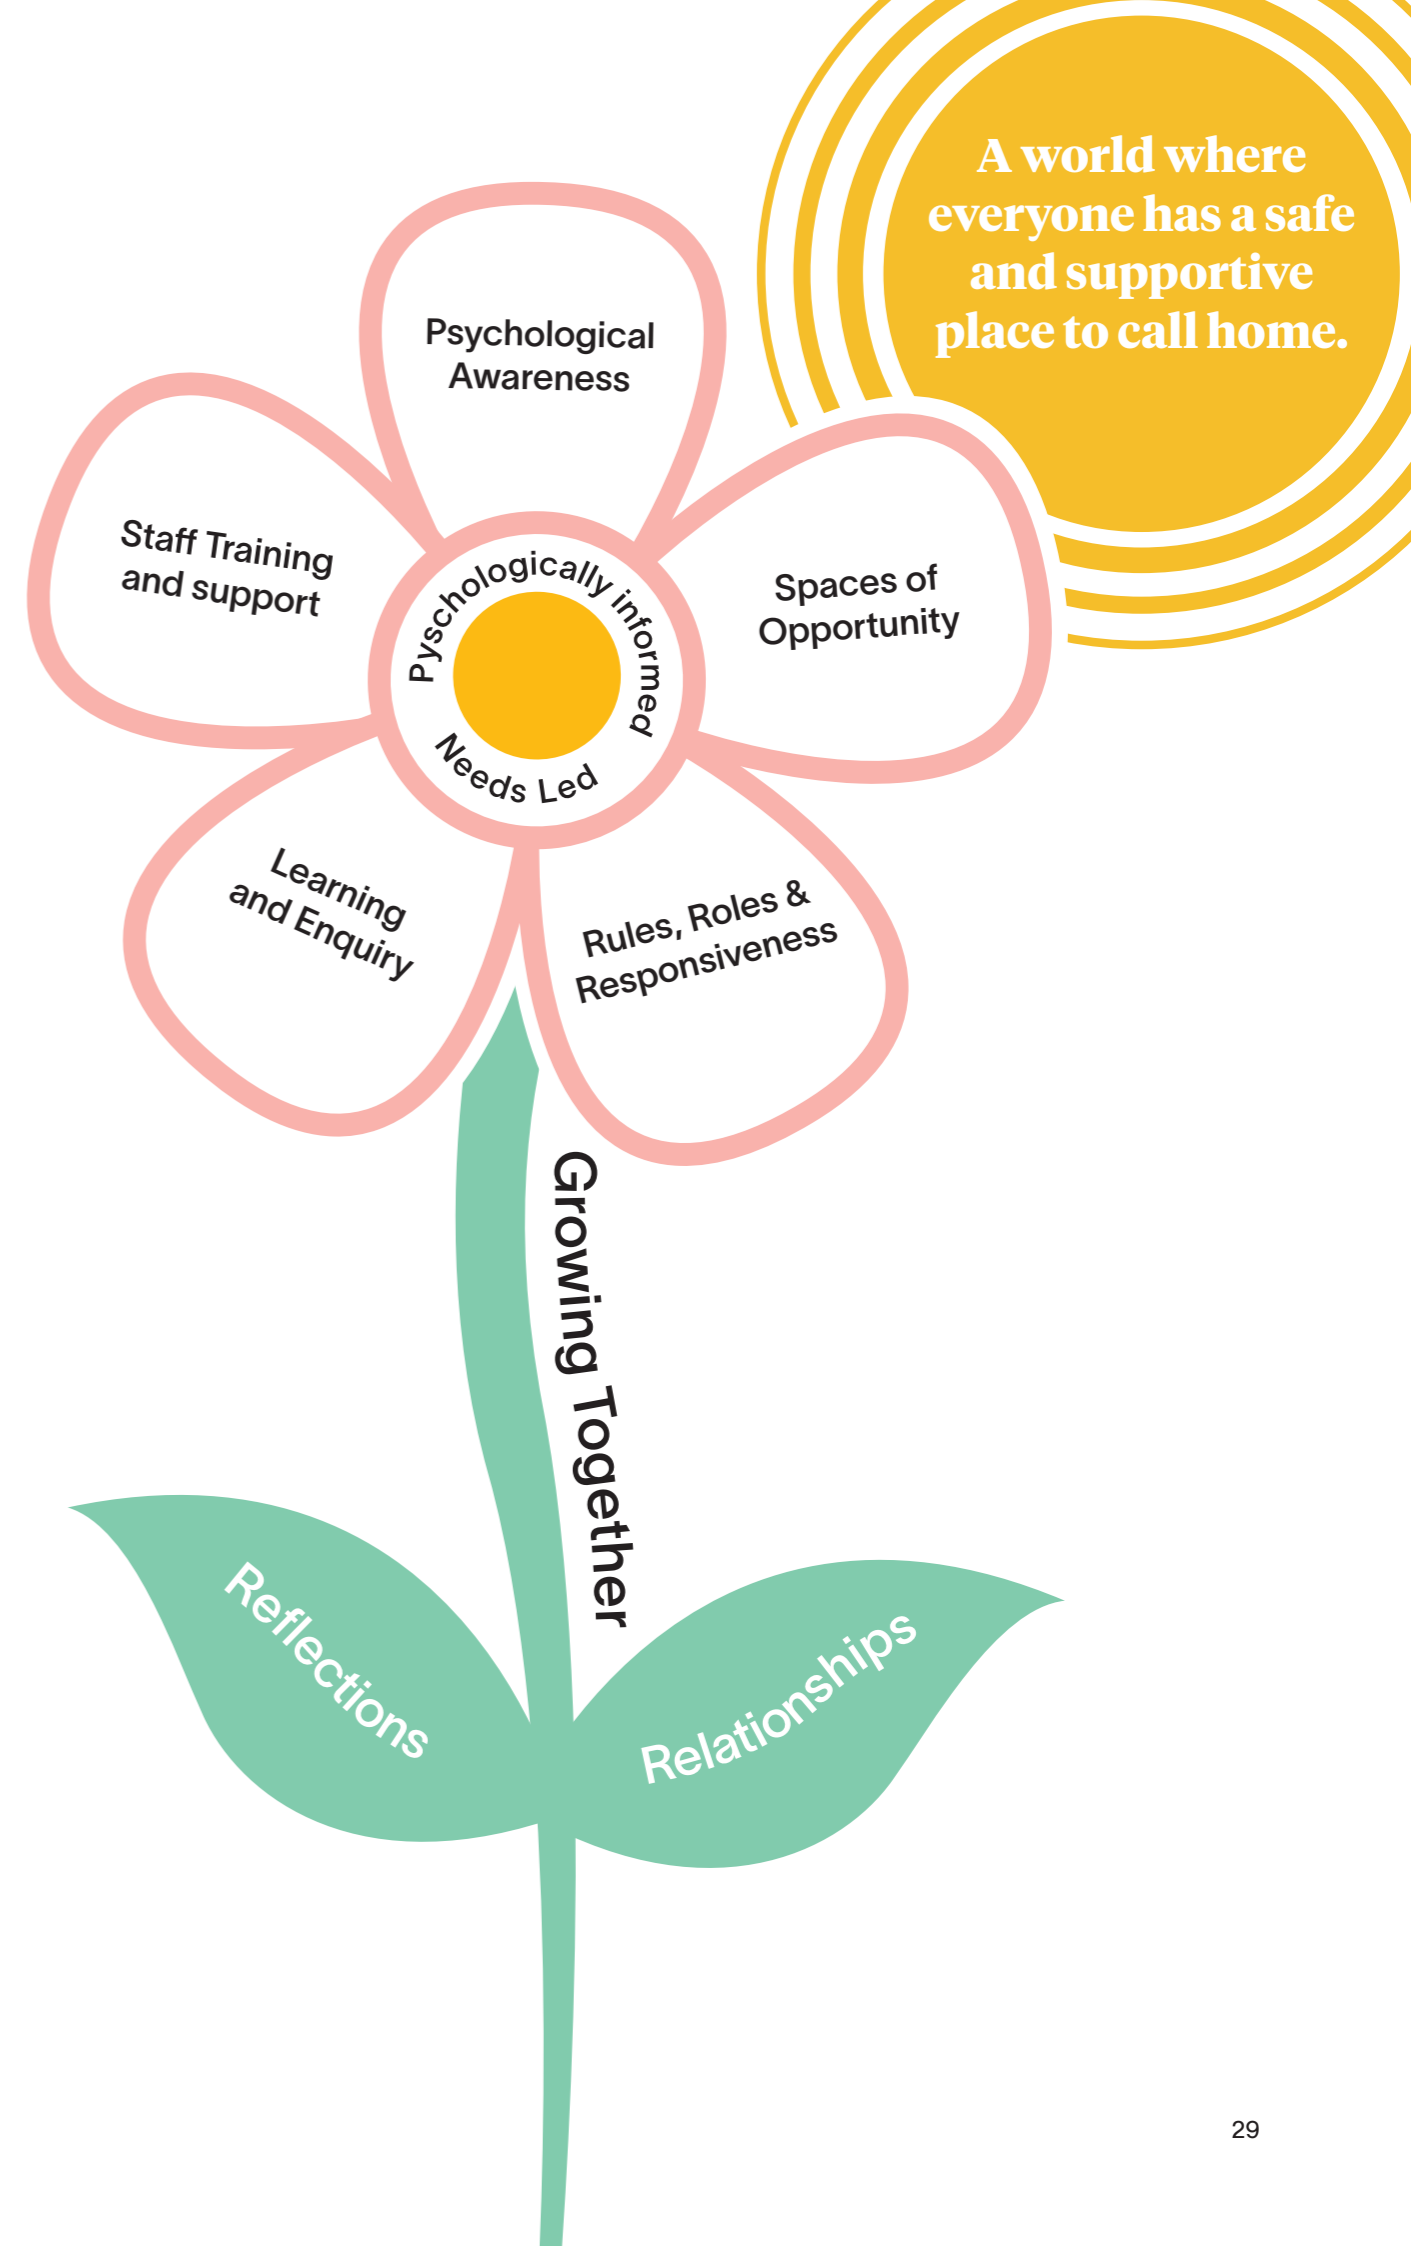 A world where
everyone has a safe
and supportive
place to call home.
Psychological
Awareness
Staff Training
and support
Spaces of
Opportunity
Pyschologically informed
Needs Led
Learning
and Enquiry
Rules, Roles &
Responsiveness
Growing Together
Reflections
Relationships
29